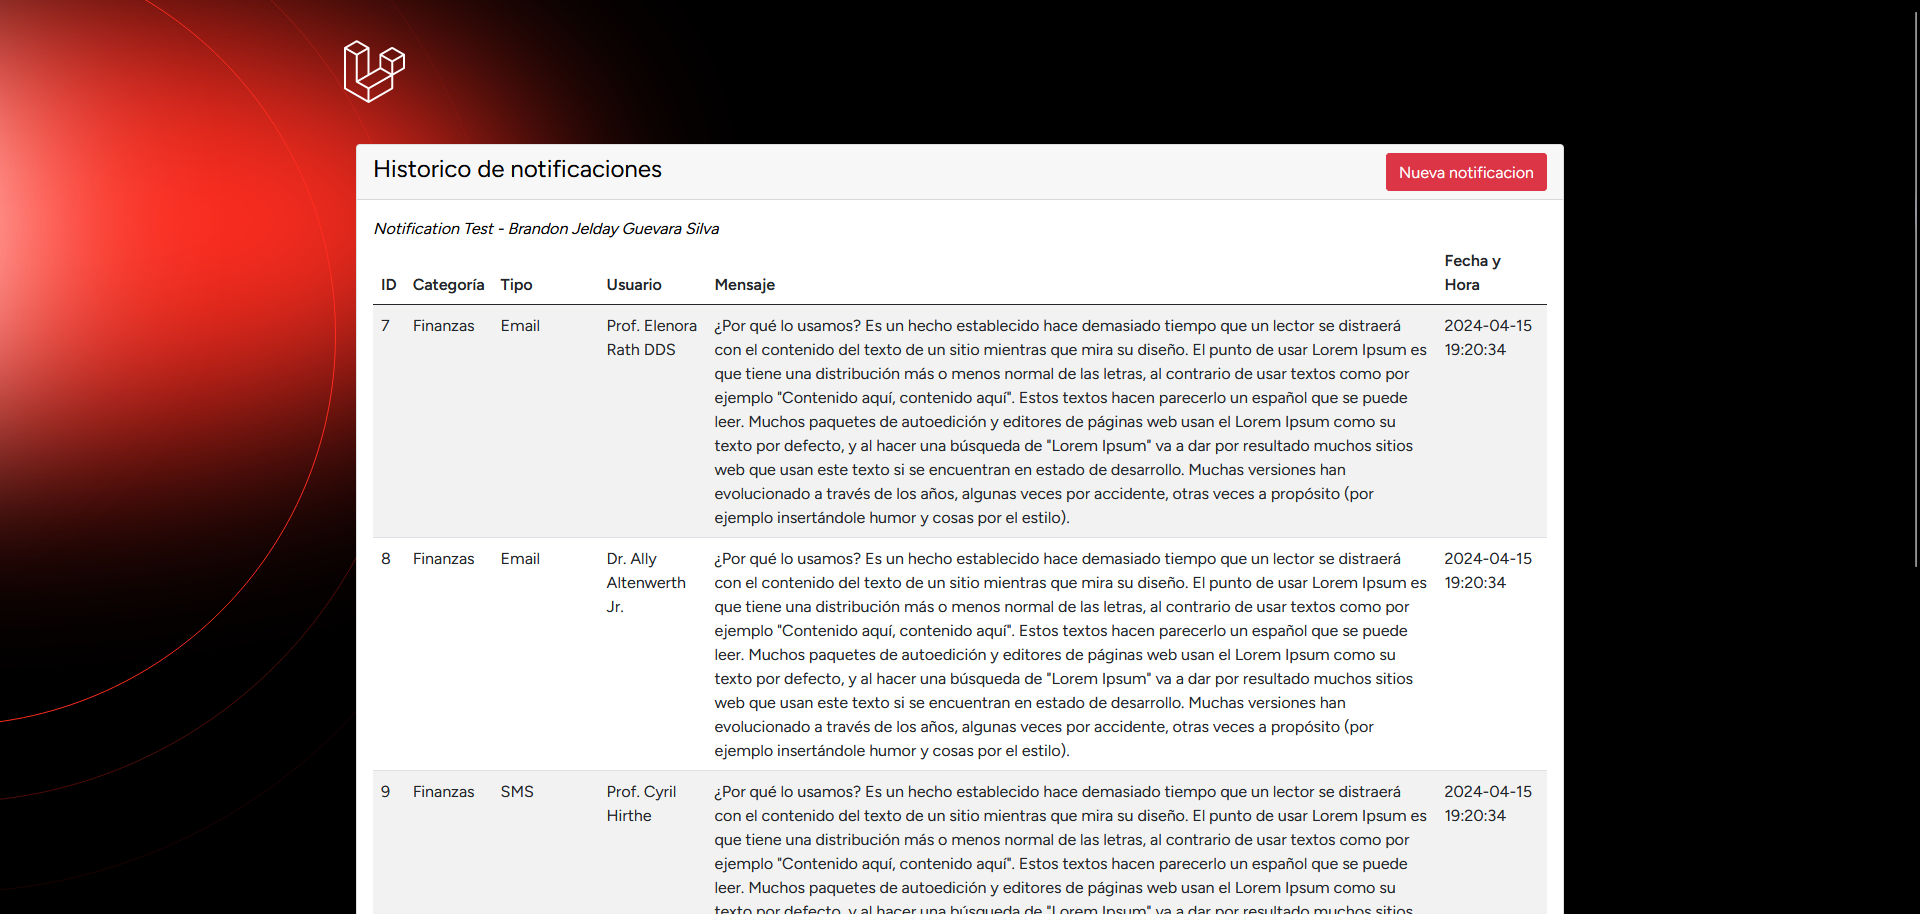 Historico de notificaciones
Nueva notificacion
Notification Test - Brandon Jelday Guevara Silva
ID Categoría Tipo Usuario Mensaje Fecha y Hora
7 Finanzas Email Prof. Elenora Rath DDS
¿Por qué lo usamos? Es un hecho establecido hace demasiado tiempo que un lector se distraerá
con el contenido del texto de un sitio mientras que mira su diseño. El punto de usar Lorem Ipsum es
que tiene una distribución más o menos normal de las letras, al contrario de usar textos como por
ejemplo "Contenido aquí, contenido aquí". Estos textos hacen parecerlo un español que se puede
leer. Muchos paquetes de autoedición y editores de páginas web usan el Lorem Ipsum como su
texto por defecto, y al hacer una búsqueda de "Lorem Ipsum" va a dar por resultado muchos sitios
web que usan este texto si se encuentran en estado de desarrollo. Muchas versiones han
evolucionado a través de los años, algunas veces por accidente, otras veces a propósito (por
ejemplo insertándole humor y cosas por el estilo).
2024-04-15
19:20:34
8 Finanzas Email Dr. Ally Altenwerth Jr.
¿Por qué lo usamos? Es un hecho establecido hace demasiado tiempo que un lector se distraerá
con el contenido del texto de un sitio mientras que mira su diseño. El punto de usar Lorem Ipsum es
que tiene una distribución más o menos normal de las letras, al contrario de usar textos como por
ejemplo "Contenido aquí, contenido aquí". Estos textos hacen parecerlo un español que se puede
leer. Muchos paquetes de autoedición y editores de páginas web usan el Lorem Ipsum como su
texto por defecto, y al hacer una búsqueda de "Lorem Ipsum" va a dar por resultado muchos sitios
web que usan este texto si se encuentran en estado de desarrollo. Muchas versiones han
evolucionado a través de los años, algunas veces por accidente, otras veces a propósito (por
ejemplo insertándole humor y cosas por el estilo).
2024-04-15
19:20:34
9 Finanzas SMS Prof. Cyril Hirthe
¿Por qué lo usamos? Es un hecho establecido hace demasiado tiempo que un lector se distraerá
con el contenido del texto de un sitio mientras que mira su diseño. El punto de usar Lorem Ipsum es
que tiene una distribución más o menos normal de las letras, al contrario de usar textos como por
ejemplo "Contenido aquí, contenido aquí". Estos textos hacen parecerlo un español que se puede
leer. Muchos paquetes de autoedición y editores de páginas web usan el Lorem Ipsum como su
texto por defecto, y al hacer una búsqueda de "Lorem Ipsum" va a dar por resultado muchos sitios
2024-04-15
19:20:34